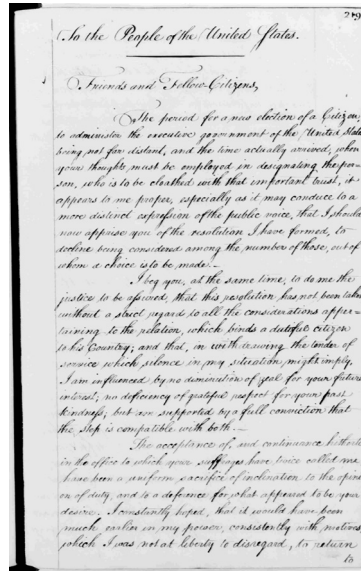 249
To the People of the United States.
Friends and Fellow-Citizens,
The period for a new election of a Citizen,
to administer the executive government of the United States
being not far distant, and the time actually arrived, when
your thoughts must be employed in designating the per-
son, who is to be cloathed with that important trust, it
appears to me proper, especially as it may conduce to a
more distinct expression of the public voice, that I should
now apprise you of the resolution I have formed, to
decline being considered among the number of those, out of
whom a choice is to be made.
I beg you, at the same time, to do me the
justice to be assured, that this resolution has not been taken
without a strict regard to all the considerations apper-
taining to the relation, which binds a dutiful citizen
to his Country; and that, in withdrawing the tender of
service which silence in my situation might imply,
I am influenced by no diminution of zeal for your future
interest; no deficiency of grateful respect for your past
kindness; but am supported by a full conviction that
the step is compatible with both.—
The acceptance of, and continuance hitherto
in the office to which your suffrages have twice called me
have been a uniform sacrifice of inclination to the opini-
on of duty, and to a deference for what appeared to be your
desire. I constantly hoped, that it would have been
much earlier in my power, consistently with motives,
which I was not at liberty to disregard, to return
to